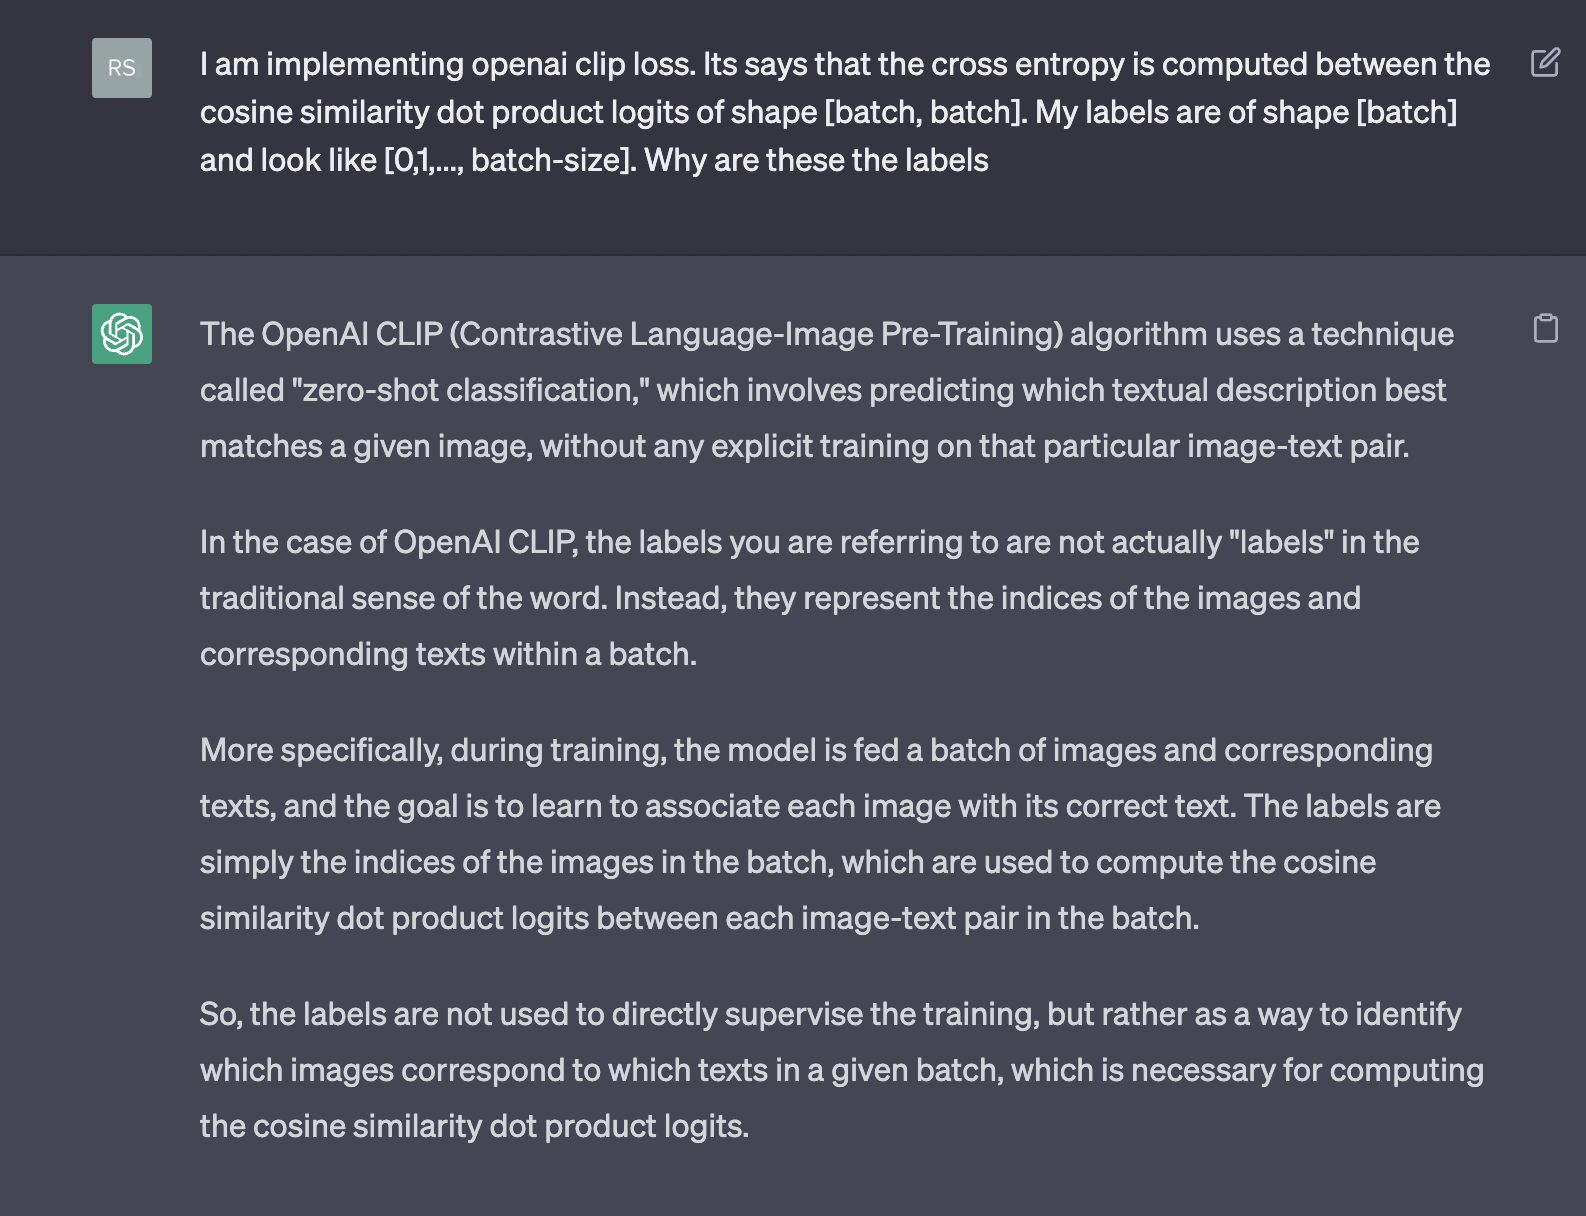 RS
I am implementing openai clip loss. Its says that the cross entropy is computed between the
cosine similarity dot product logits of shape [batch, batch]. My labels are of shape [batch]
and look like [0,1,..., batch-size]. Why are these the labels
The OpenAI CLIP (Contrastive Language-Image Pre-Training) algorithm uses a technique
called "zero-shot classification," which involves predicting which textual description best
matches a given image, without any explicit training on that particular image-text pair.
In the case of OpenAI CLIP, the labels you are referring to are not actually "labels" in the
traditional sense of the word. Instead, they represent the indices of the images and
corresponding texts within a batch.
More specifically, during training, the model is fed a batch of images and corresponding
texts, and the goal is to learn to associate each image with its correct text. The labels are
simply the indices of the images in the batch, which are used to compute the cosine
similarity dot product logits between each image-text pair in the batch.
So, the labels are not used to directly supervise the training, but rather as a way to identify
which images correspond to which texts in a given batch, which is necessary for computing
the cosine similarity dot product logits.